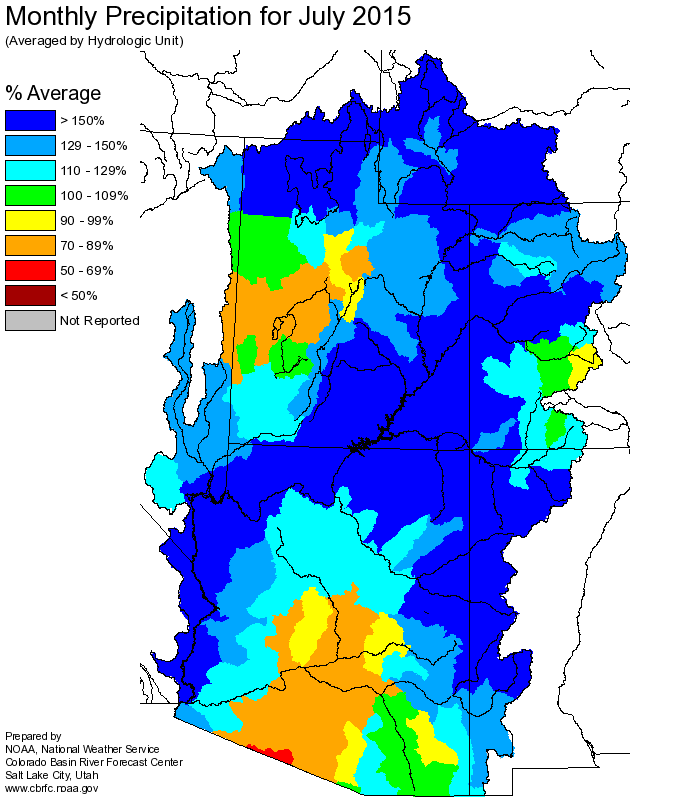 Monthly Precipitation for July 2015
(Averaged by Hydrologic Unit)
% Average
> 150%
129 - 150%
110 - 129%
100 - 109%
90 - 99%
70 - 89%
50 - 69%
< 50%
Not Reported
Prepared by
NOAA, National Weather Service
Colorado Basin River Forecast Center
Salt Lake City, Utah
www.cbrfc.noaa.gov